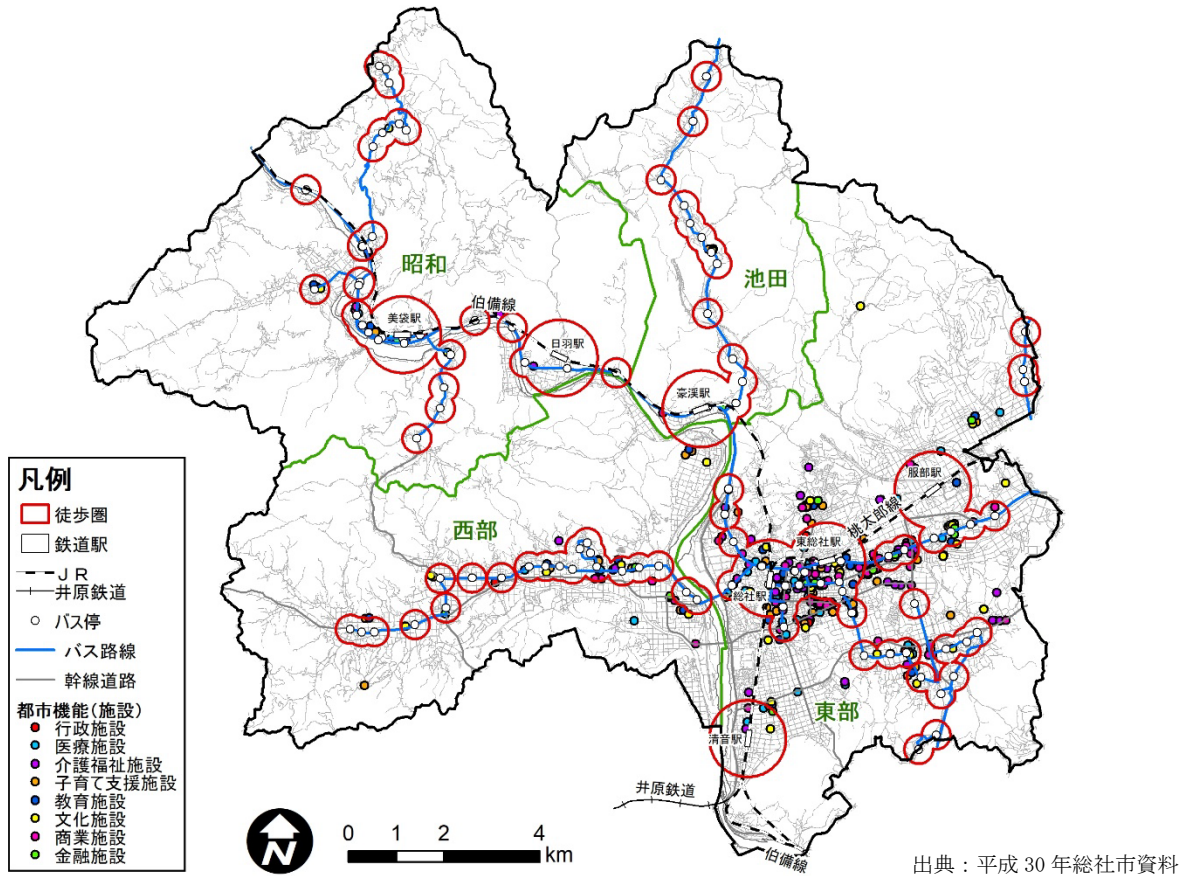 昭和
池田
伯備線
美袋駅
日羽駅
豪渓駅
服部駅
桃太郎線
西部
東総社駅
総社駅
東部
清音駅
井原鉄道
伯備線
凡例
徒歩圏
鉄道駅
ＪＲ
井原鉄道
バス停
バス路線
幹線道路
都市機能(施設)
行政施設
医療施設
介護福祉施設
子育て支援施設
教育施設
文化施設
商業施設
金融施設
N
0 1 2 4
km
出典：平成 30 年総社市資料